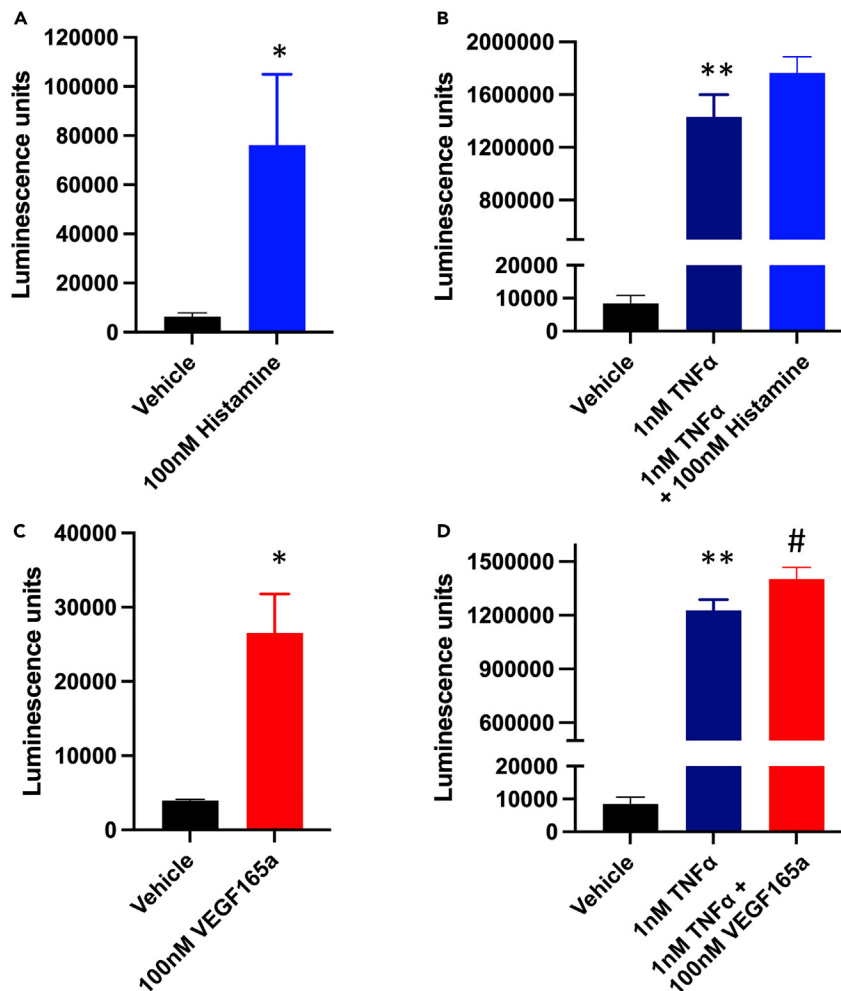 A
Luminescence units
120000
100000
80000
60000
40000
20000
0
*
Vehicle
100nM Histamine
B
Luminescence units
2000000
1600000
1200000
800000
20000
10000
0
**
Vehicle
1nM TNFα
1nM TNFα
+ 100nM Histamine
C
Luminescence units
40000
30000
20000
10000
0
*
Vehicle
100nM VEGF165a
D
Luminescence units
1500000
1200000
900000
600000
20000
10000
0
**
#
Vehicle
1nM TNFα
1nM TNFα +
100nM VEGF165a